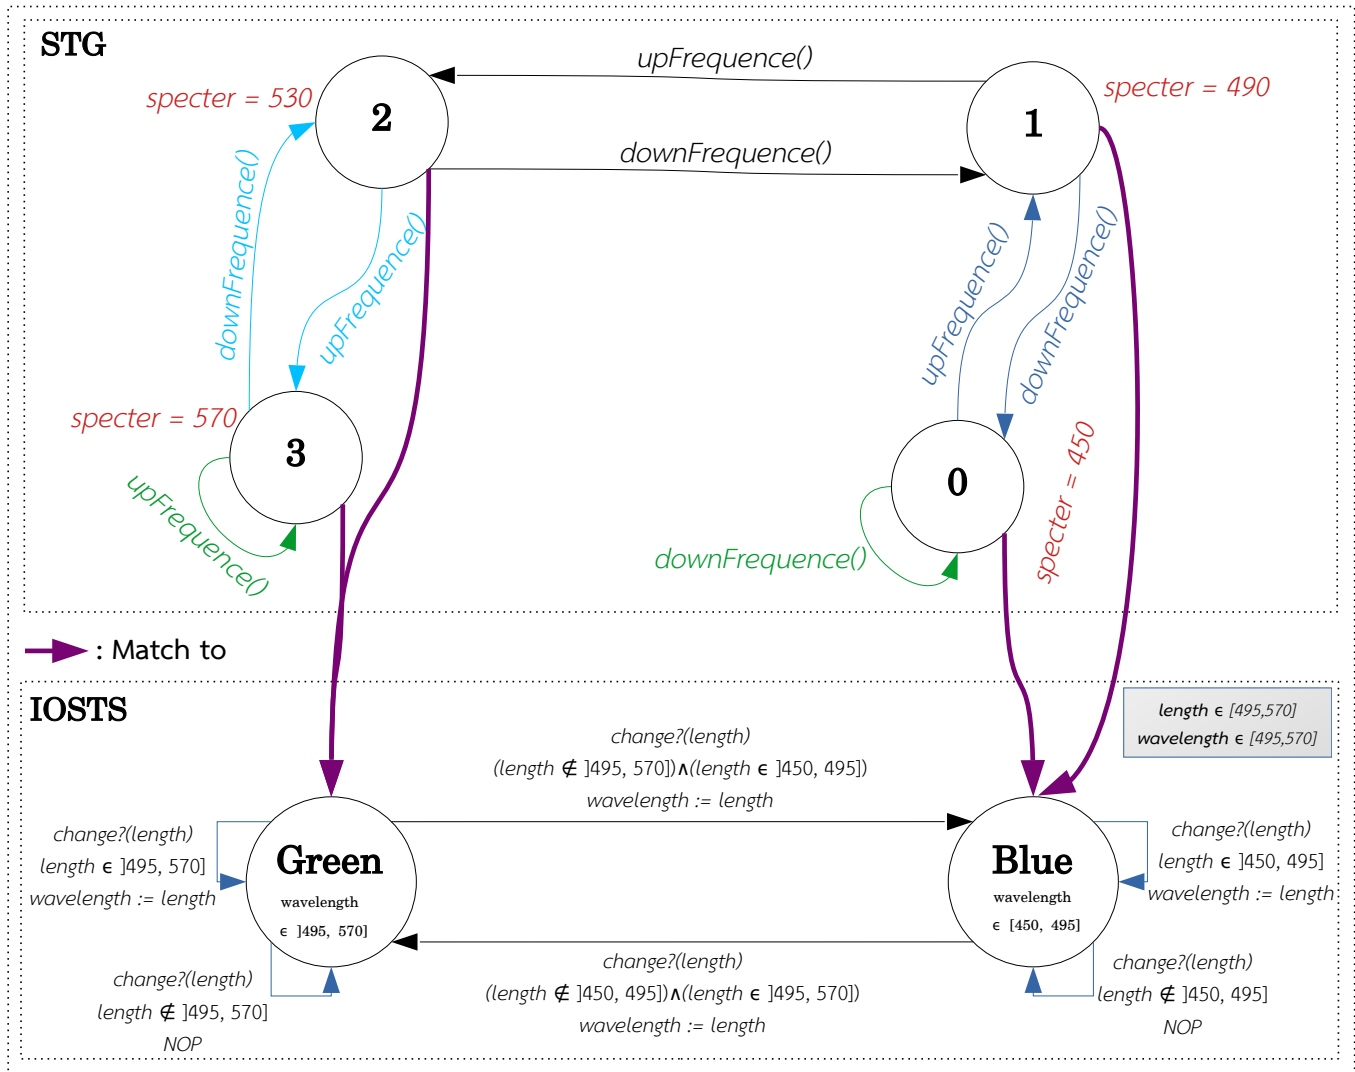 STG
upFrequence()
specter = 530
2
1
specter = 490
downFrequence()
downFrequence()
upFrequence()
upFrequence()
downFrequence()
specter = 570
3
upFrequence()
0
specter = 450
downFrequence()
: Match to
IOSTS
length ϵ [495,570]
wavelength ϵ [495,570]
change?(length)
(length ∉ ]495, 570])∧(length ϵ ]450, 495])
wavelength := length
change?(length)
length ϵ ]495, 570]
wavelength := length
Green
wavelength
ϵ ]495, 570]
Blue
wavelength
ϵ [450, 495]
change?(length)
length ϵ ]450, 495]
wavelength := length
change?(length)
length ∉ ]495, 570]
NOP
change?(length)
(length ∉ ]450, 495])∧(length ϵ ]495, 570])
wavelength := length
change?(length)
length ∉ ]450, 495]
NOP